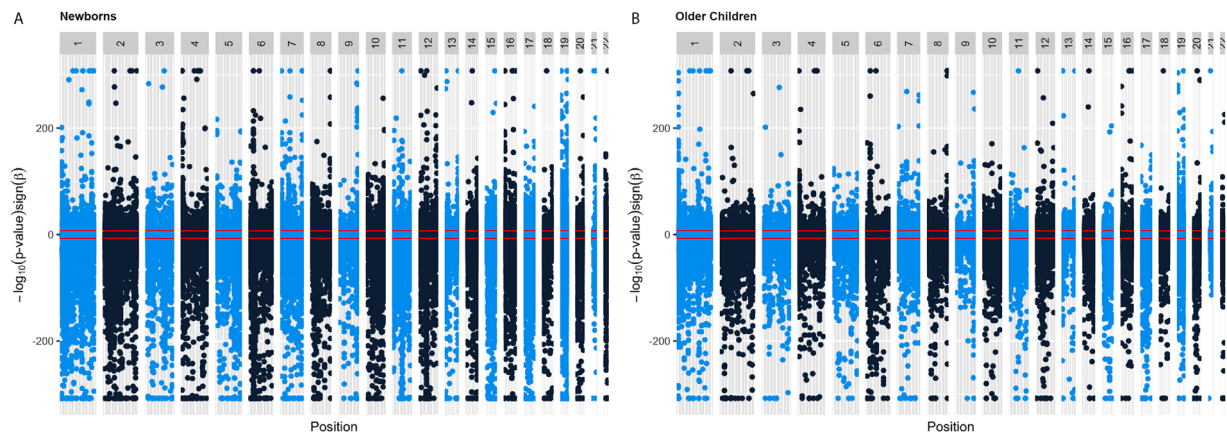 A Newborns
1 2 3 4 5 6 7 8 9 10 11 12 13 14 15 16 17 18 19 20 21 22
200
0
-200
−log10(p-value)sign(β)
Position
B Older Children
1 2 3 4 5 6 7 8 9 10 11 12 13 14 15 16 17 18 19 20 21 22
200
0
-200
−log10(p-value)sign(β)
Position